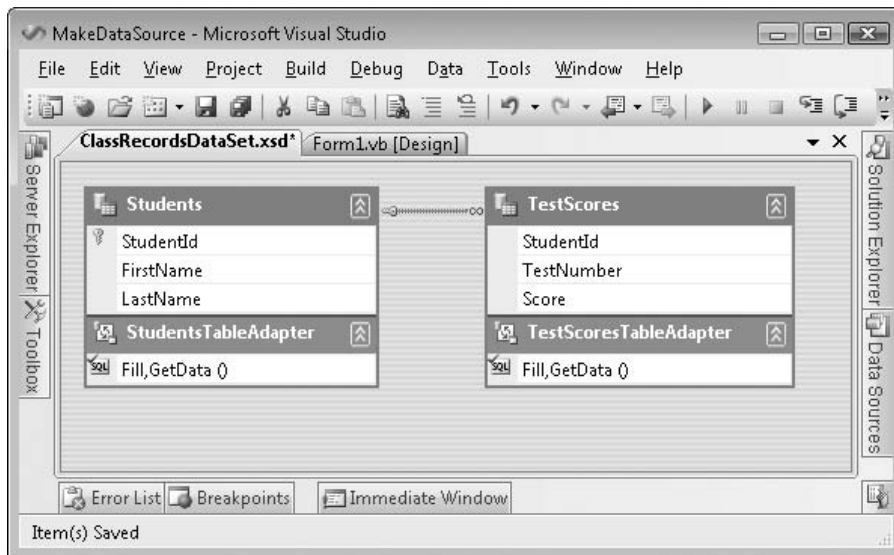 MakeDataSource - Microsoft Visual Studio
File Edit View Project Build Debug Data Tools Window Help
ClassRecordsDataSet.xsd* Form1.vb [Design]
Server Explorer
Toolbox
Students
StudentId
FirstName
LastName
StudentsTableAdapter
SQL Fill,GetData ()
TestScores
StudentId
TestNumber
Score
TestScoresTableAdapter
SQL Fill,GetData ()
Solution Explorer
Data Sources
Error List Breakpoints Immediate Window
Item(s) Saved